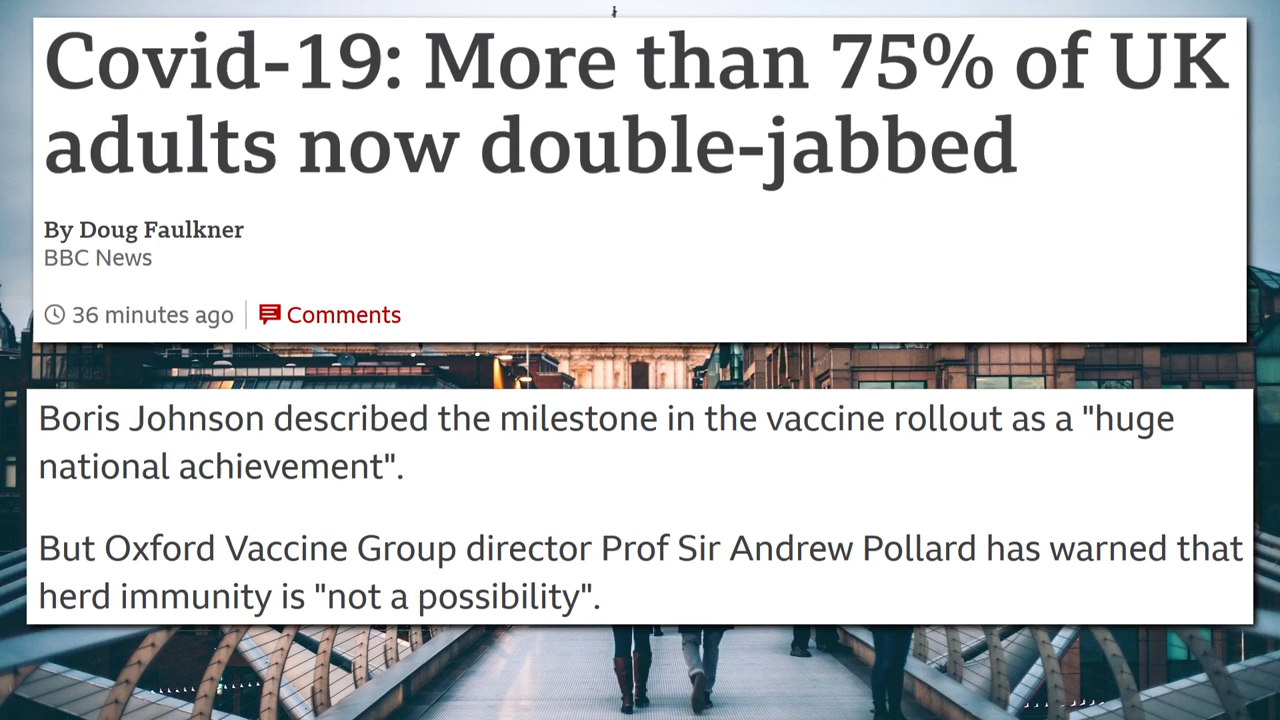 Covid-19: More than 75% of UK
adults now double-jabbed
By Doug Faulkner
BBC News
36 minutes ago
Comments
Boris Johnson described the milestone in the vaccine rollout as a "huge
national achievement".
But Oxford Vaccine Group director Prof Sir Andrew Pollard has warned that
herd immunity is "not a possibility".